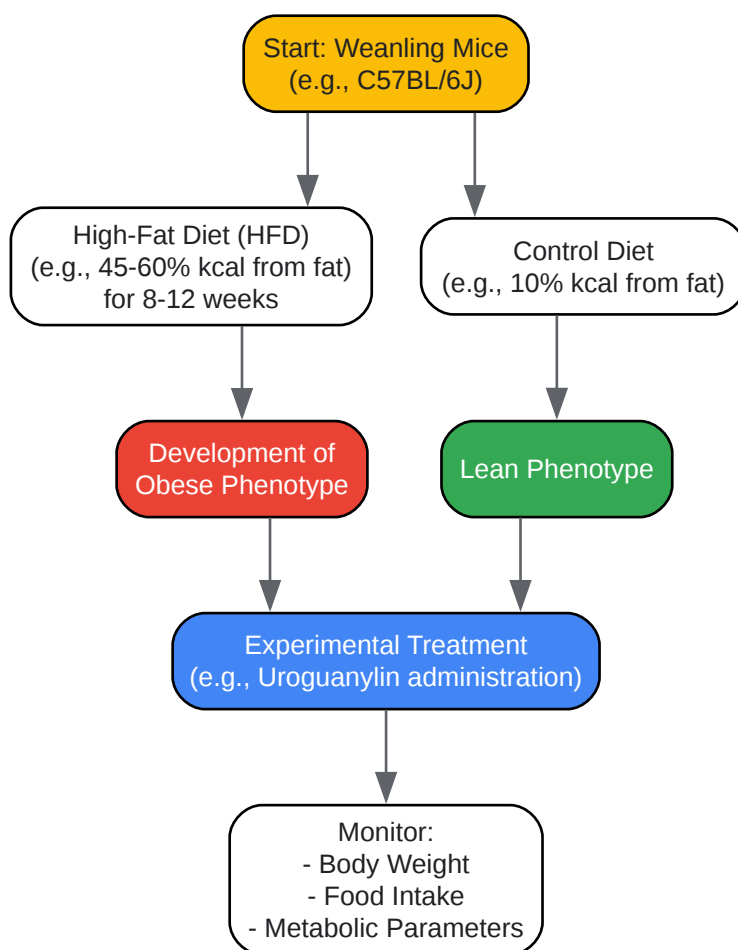 Start: Weanling Mice
(e.g., C57BL/6J)
High-Fat Diet (HFD)
(e.g., 45-60% kcal from fat)
for 8-12 weeks
Control Diet
(e.g., 10% kcal from fat)
Development of
Obese Phenotype
Lean Phenotype
Experimental Treatment
(e.g., Uroguanylin administration)
Monitor:
- Body Weight
- Food Intake
- Metabolic Parameters